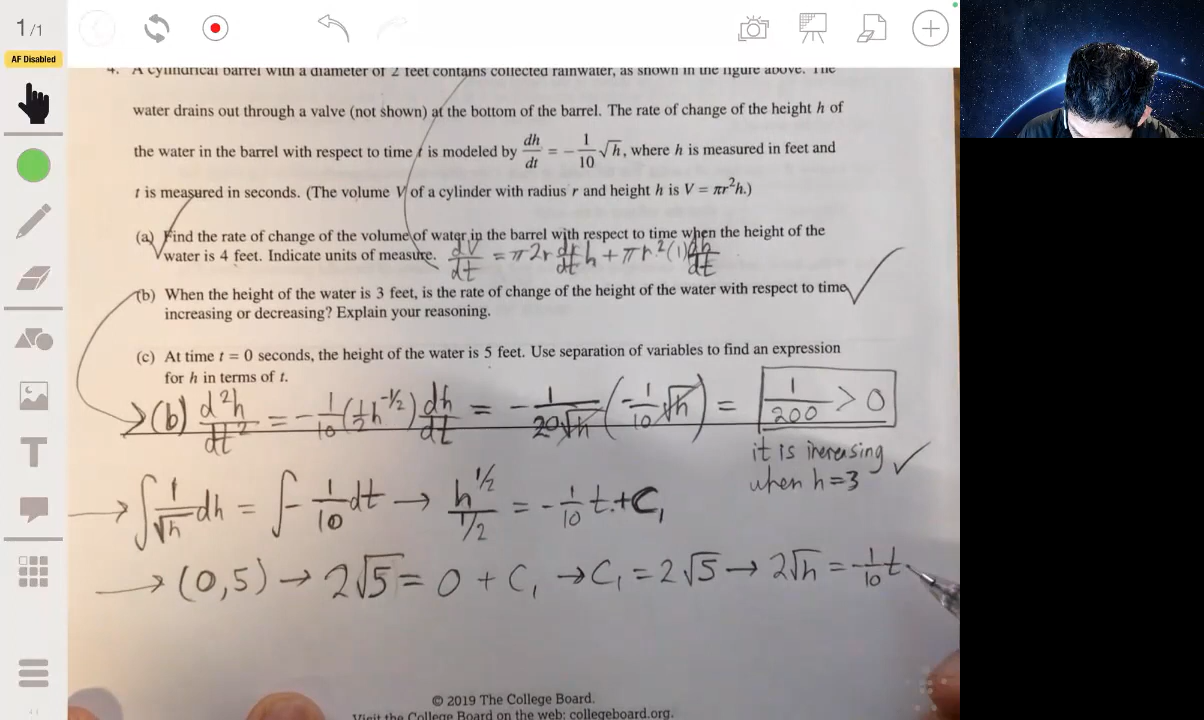 1/1
AF Disabled
4. A cylindrical barrel with a diameter of 2 feet contains collected rainwater, as shown in the figure above. The
water drains out through a valve (not shown) at the bottom of the barrel. The rate of change of the height h of
the water in the barrel with respect to time t is modeled by dh/dt = -1/10 √h, where h is measured in feet and
t is measured in seconds. (The volume V of a cylinder with radius r and height h is V = πr²h.)
(a) Find the rate of change of the volume of water in the barrel with respect to time when the height of the
water is 4 feet. Indicate units of measure. dV/dt = π2r dr/dt h + πr²(1) dh/dt
(b) When the height of the water is 3 feet, is the rate of change of the height of the water with respect to time
increasing or decreasing? Explain your reasoning.
(c) At time t = 0 seconds, the height of the water is 5 feet. Use separation of variables to find an expression
for h in terms of t.
(b) d²h/dt² = -1/10 (1/2 h^-1/2) dh/dt = -1/20√h (-1/10 √h) = 1/200 > 0
it is increasing
when h=3
→ ∫ 1/√h dh = ∫ - 1/10 dt → h^1/2 / 1/2 = - 1/10 t + C₁
→ (0,5) → 2√5 = 0 + C₁ → C₁ = 2√5 → 2√h = - 1/10 t
T
© 2019 The College Board.
Visit the College Board on the web: collegeboard.org.